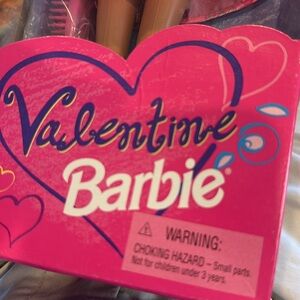 Valentine
Barbie®
⚠ WARNING:
CHOKING HAZARD – Small parts.
Not for children under 3 years.